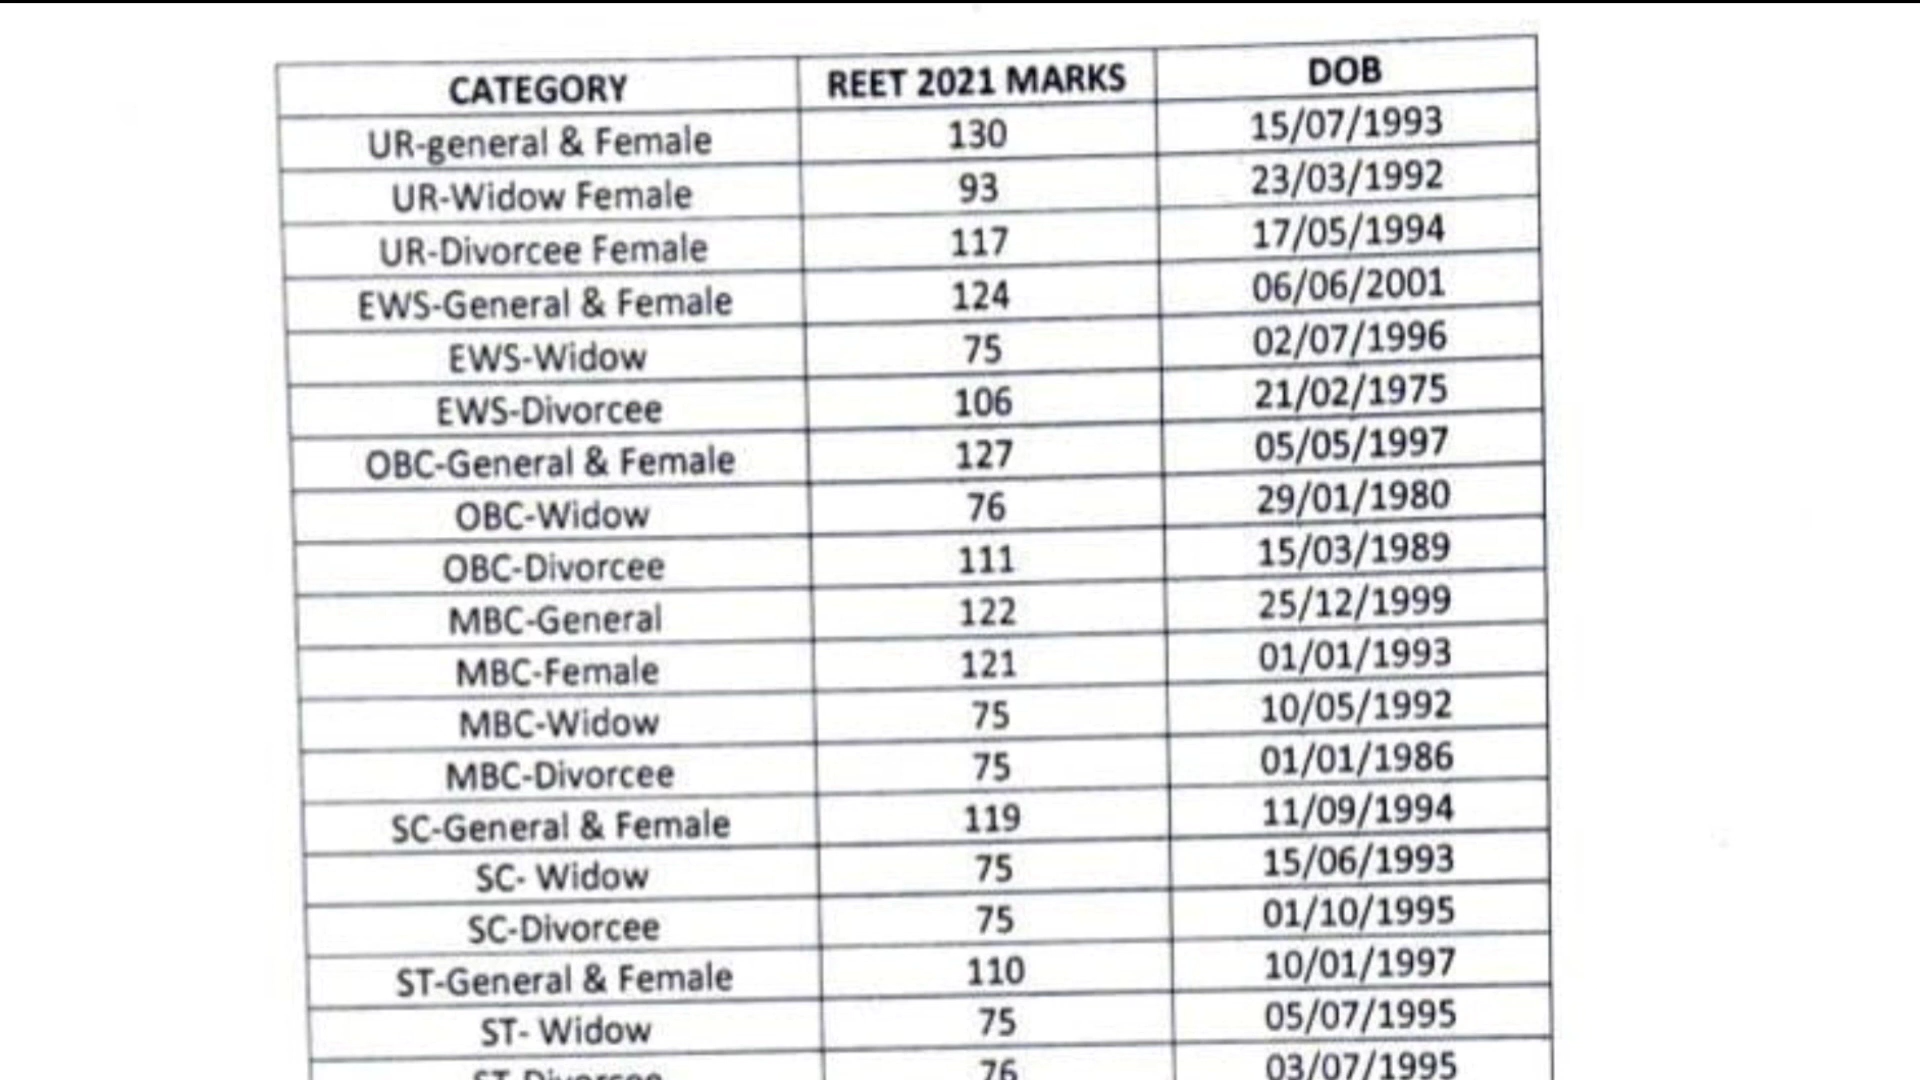 CATEGORY REET 2021 MARKS DOB
UR-general & Female 130 15/07/1993
UR-Widow Female 93 23/03/1992
UR-Divorcee Female 117 17/05/1994
EWS-General & Female 124 06/06/2001
EWS-Widow 75 02/07/1996
EWS-Divorcee 106 21/02/1975
OBC-General & Female 127 05/05/1997
OBC-Widow 76 29/01/1980
OBC-Divorcee 111 15/03/1989
MBC-General 122 25/12/1999
MBC-Female 121 01/01/1993
MBC-Widow 75 10/05/1992
MBC-Divorcee 75 01/01/1986
SC-General & Female 119 11/09/1994
SC- Widow 75 15/06/1993
SC-Divorcee 75 01/10/1995
ST-General & Female 110 10/01/1997
ST- Widow 75 05/07/1995
ST-Divorcee 76 03/07/1995